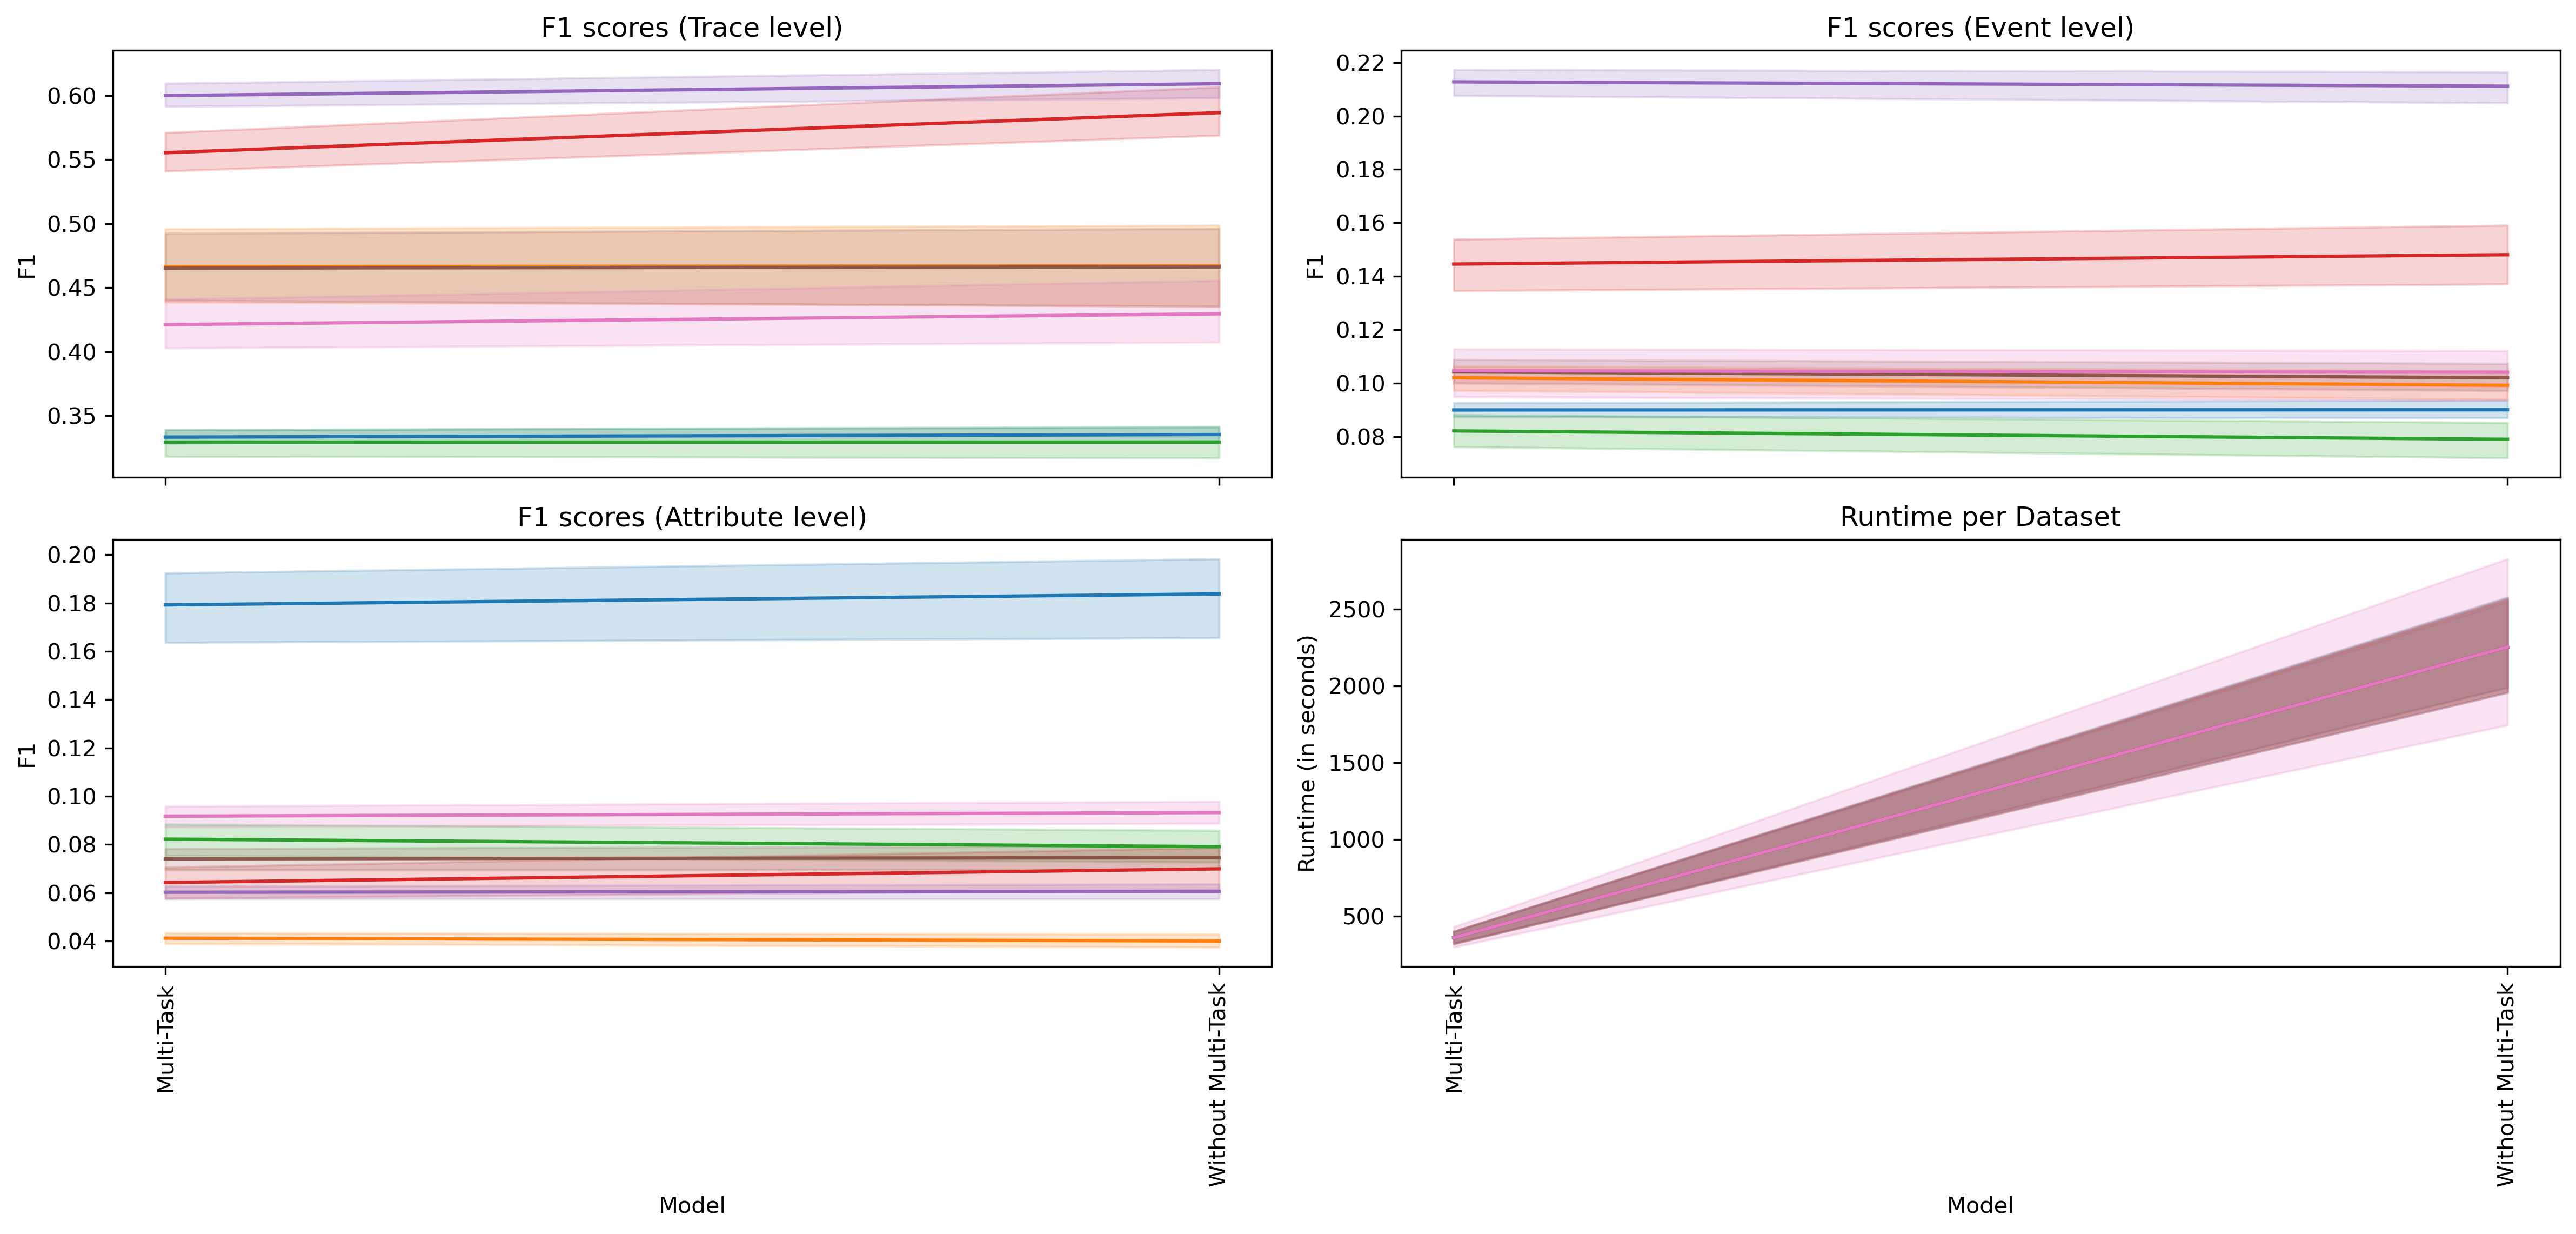 F1 scores (Trace level)
0.60
0.55
0.50
0.45
0.40
0.35
F1
F1 scores (Event level)
0.22
0.20
0.18
0.16
0.14
0.12
0.10
0.08
F1
F1 scores (Attribute level)
0.20
0.18
0.16
0.14
0.12
0.10
0.08
0.06
0.04
F1
Multi-Task
Without Multi-Task
Model
Runtime per Dataset
2500
2000
1500
1000
500
Runtime (in seconds)
Multi-Task
Without Multi-Task
Model